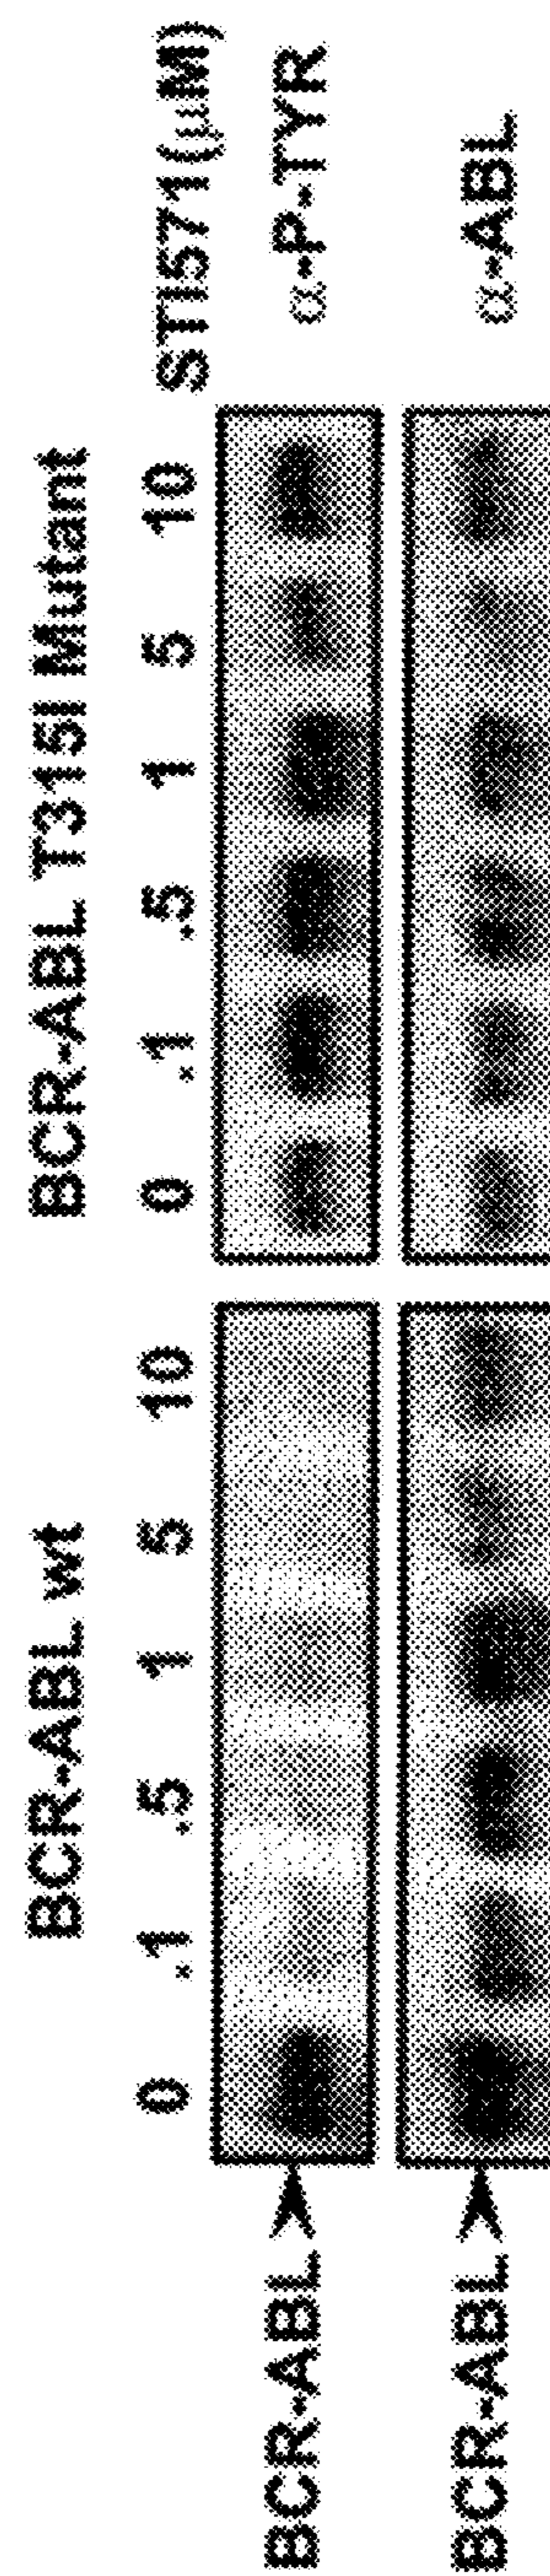 BCR-ABL wt BCR-ABL T315I Mutant
0 .1 .5 1 5 10 0 .1 .5 1 5 10 STI571(μM)
BCR-ABL α-P-TYR
BCR-ABL α-ABL